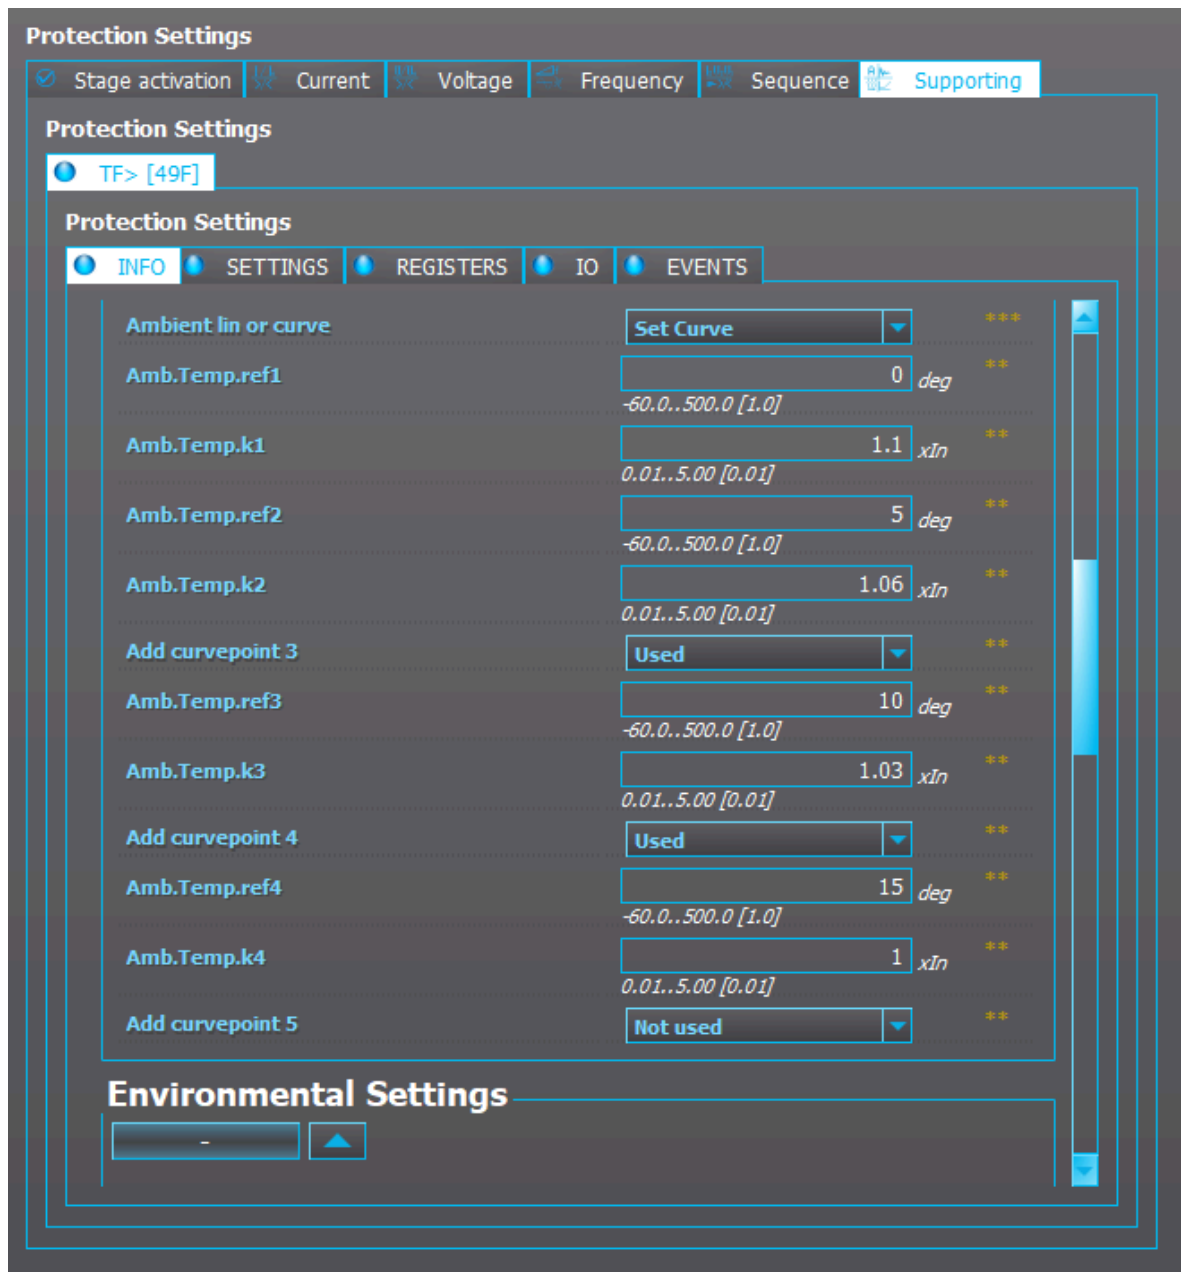 Protection Settings
Stage activation Current Voltage Frequency Sequence Supporting
Protection Settings
TF> [49F]
Protection Settings
INFO SETTINGS REGISTERS IO EVENTS
Ambient lin or curve Set Curve ***
Amb.Temp.ref1 0 deg **
-60.0..500.0 [1.0]
Amb.Temp.k1 1.1 xIn **
0.01..5.00 [0.01]
Amb.Temp.ref2 5 deg **
-60.0..500.0 [1.0]
Amb.Temp.k2 1.06 xIn **
0.01..5.00 [0.01]
Add curvepoint 3 Used **
Amb.Temp.ref3 10 deg **
-60.0..500.0 [1.0]
Amb.Temp.k3 1.03 xIn **
0.01..5.00 [0.01]
Add curvepoint 4 Used **
Amb.Temp.ref4 15 deg **
-60.0..500.0 [1.0]
Amb.Temp.k4 1 xIn **
0.01..5.00 [0.01]
Add curvepoint 5 Not used **
Environmental Settings
-